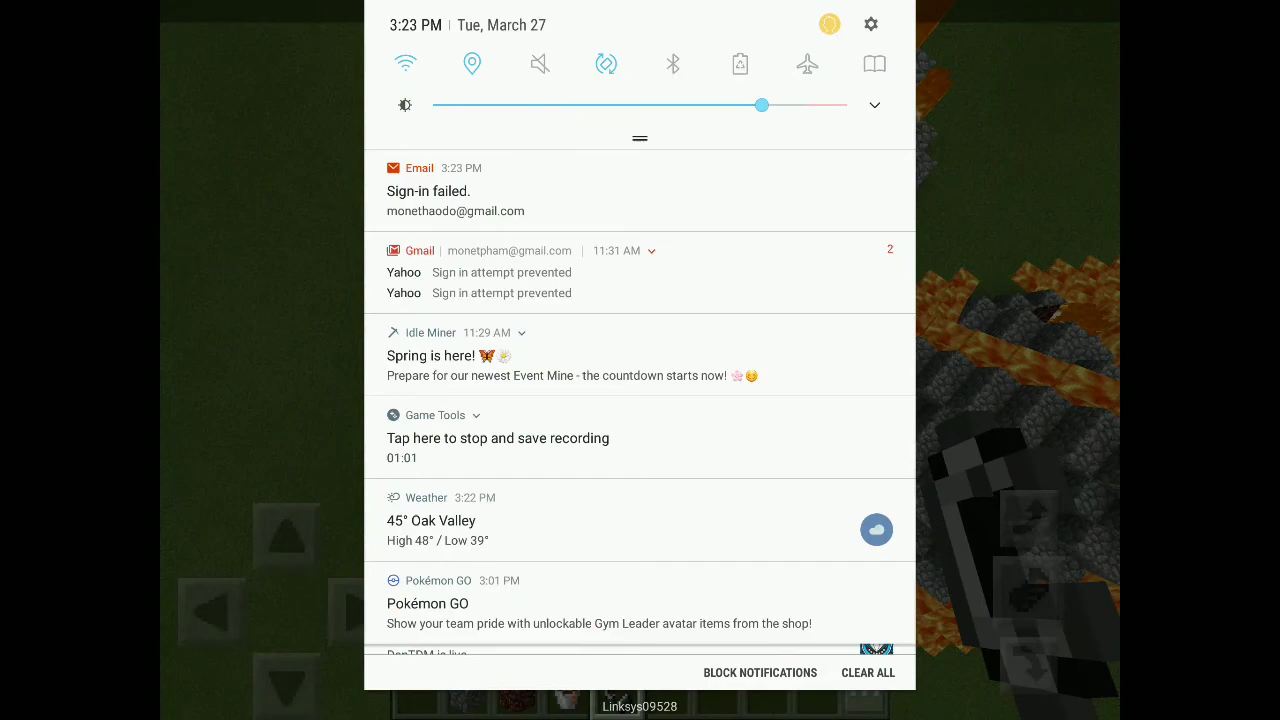 3:23 PM | Tue, March 27
Email 3:23 PM
Sign-in failed.
monethaodo@gmail.com
Gmail | monetpham@gmail.com | 11:31 AM 2
Yahoo Sign in attempt prevented
Yahoo Sign in attempt prevented
Idle Miner 11:29 AM
Spring is here! 🦋🌼
Prepare for our newest Event Mine - the countdown starts now! 🌸😊
Game Tools
Tap here to stop and save recording
01:01
Weather 3:22 PM
45° Oak Valley
High 48° / Low 39°
Pokémon GO 3:01 PM
Pokémon GO
Show your team pride with unlockable Gym Leader avatar items from the shop!
DanTDM is live
BLOCK NOTIFICATIONS CLEAR ALL
Linksys09528